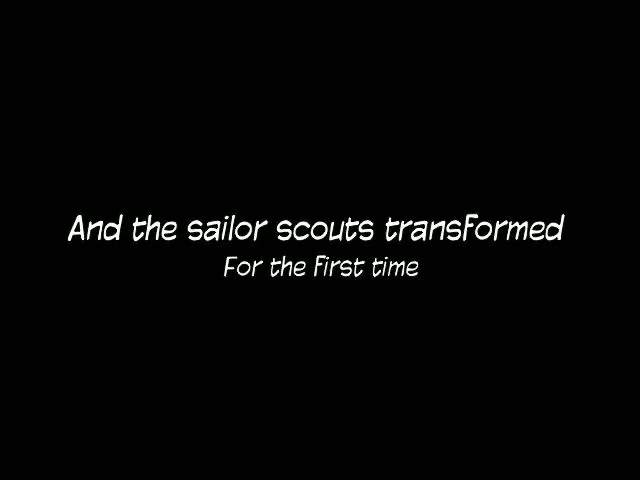 And the sailor scouts transformed
For the first time